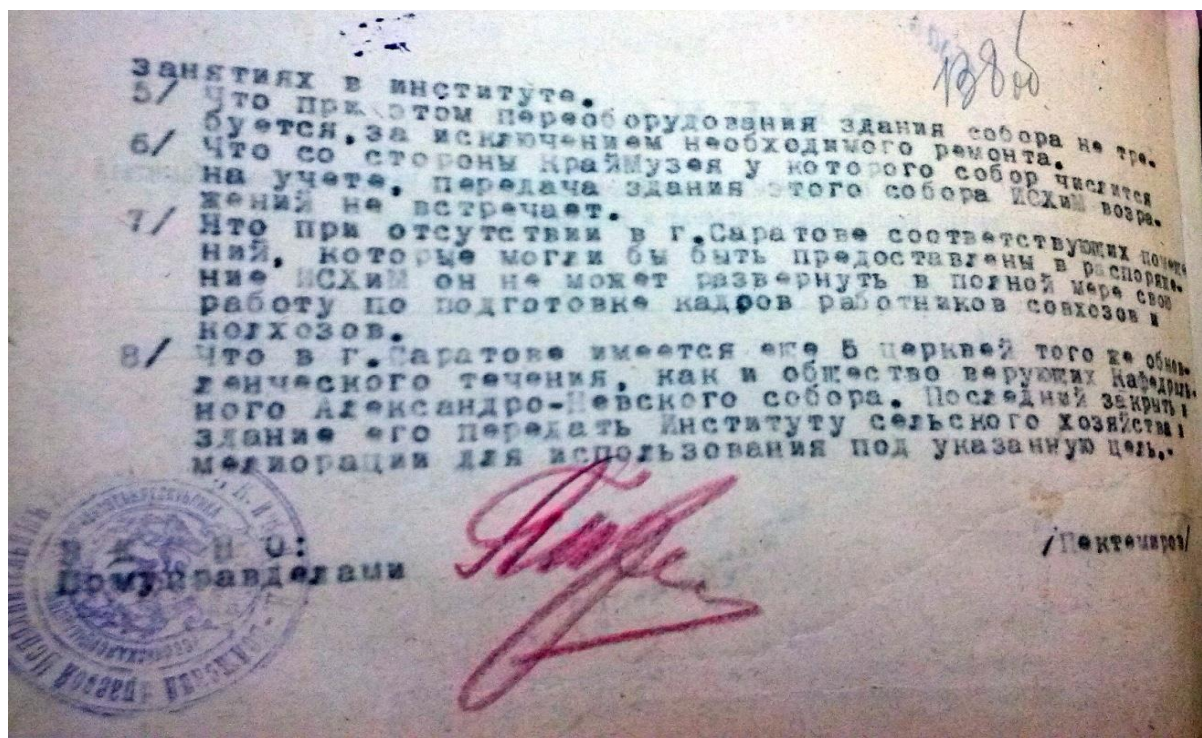 138 об
занятиях в институте.
5/ Что при этом переоборудования здания собора не тре-
буется, за исключением необходимого ремонта.
6/ Что со стороны КрайМузея у которого собор числится
на учете, передача здания этого собора ИСХиМ возра-
жений не встречает.
7/ Что при отсутствии в г.Саратове соответствующих помеще
ний, которые могли бы быть предоставлены в распоряже-
ние ИСХиМ он не может развернуть в полной мере свою
работу по подготовке кадров работников совхозов и
колхозов.
8/ Что в г.Саратове имеется еще 5 церквей того же обнов-
ленческого течения, как и общество верующих Кафедраль-
ного Александро-Невского собора. Последний закрыть и
здание его передать Институту сельского хозяйства и
мелиорации для использования под указанную цель.-
Помуправделами /Пектемиров/